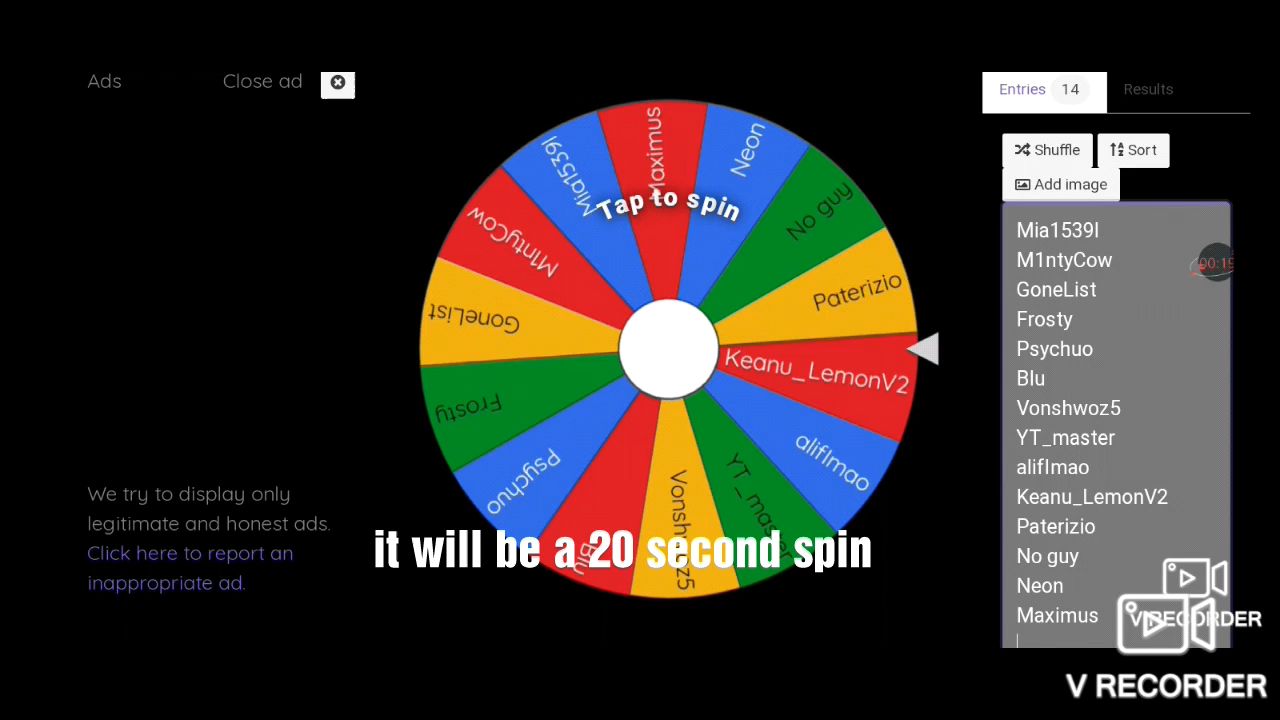 Ads
Close ad
Entries 14
Results
Shuffle
Sort
Add image
Tap to spin
Maximus
Neon
No guy
Paterizio
Keanu_LemonV2
aliflmao
YT_master
Vonshwoz5
Blu
Psychuo
Frosty
GoneList
M1ntyCow
Mia1539l
Mia1539l
M1ntyCow
GoneList
Frosty
Psychuo
Blu
Vonshwoz5
YT_master
aliflmao
Keanu_LemonV2
Paterizio
No guy
Neon
Maximus
We try to display only
legitimate and honest ads.
Click here to report an
inappropriate ad.
it will be a 20 second spin
V RECORDER
V RECORDER